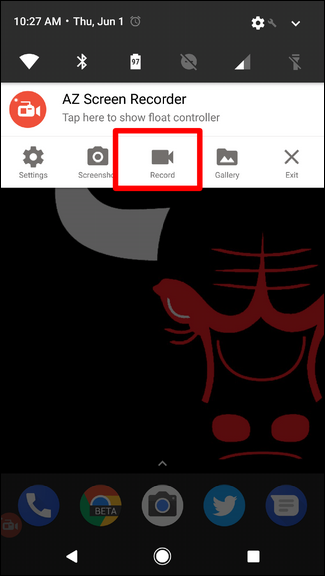 10:27 AM • Thu, Jun 1
97
AZ Screen Recorder
Tap here to show float controller
Settings
Screensho
Record
Gallery
Exit
BETA